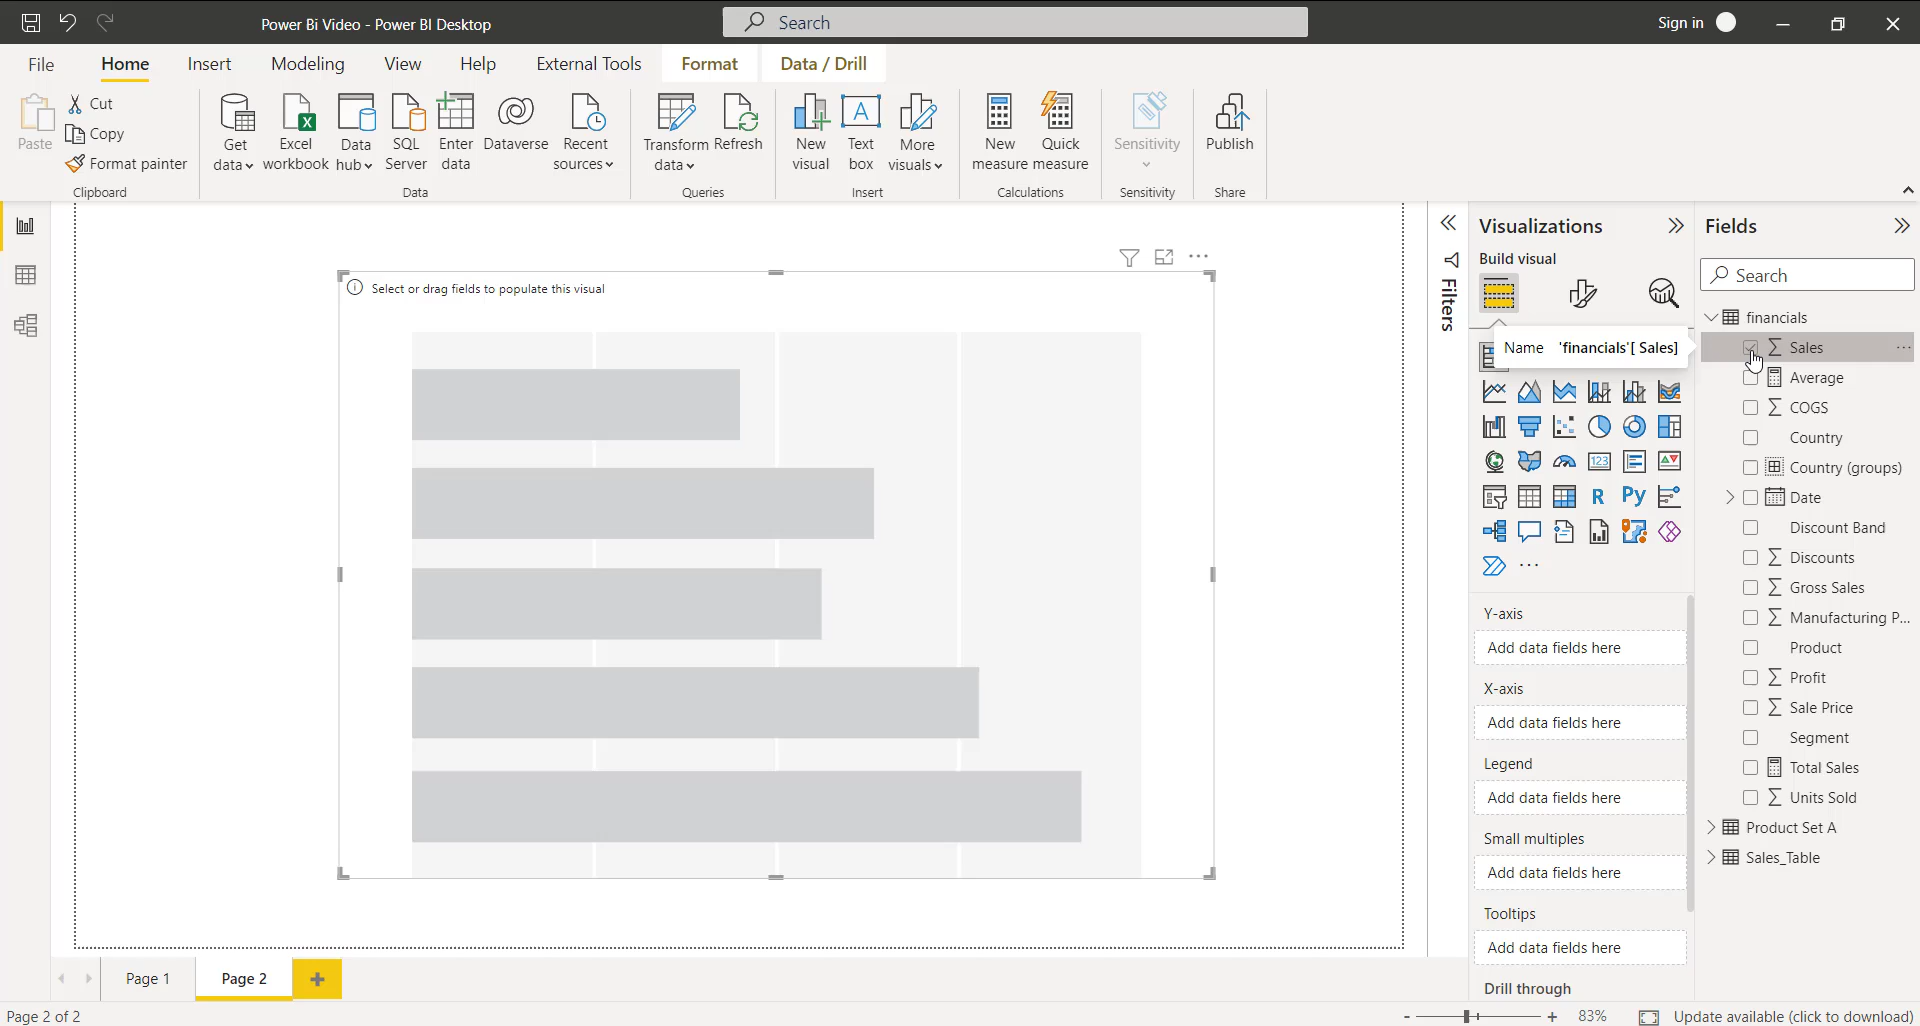 Power Bi Video - Power BI Desktop
Search
Sign in
File
Home
Insert
Modeling
View
Help
External Tools
Format
Data / Drill
Paste
Cut
Copy
Format painter
Clipboard
Get data
Excel workbook
Data hub
SQL Server
Enter data
Dataverse
Recent sources
Data
Transform data
Refresh
Queries
New visual
Text box
More visuals
Insert
New measure
Quick measure
Calculations
Sensitivity
Sensitivity
Publish
Share
Select or drag fields to populate this visual
Filters
Visualizations
Build visual
Name 'financials'[ Sales]
123
R
Py
Y-axis
Add data fields here
X-axis
Add data fields here
Legend
Add data fields here
Small multiples
Add data fields here
Tooltips
Add data fields here
Drill through
Fields
Search
financials
Sales
Average
COGS
Country
Country (groups)
Date
Discount Band
Discounts
Gross Sales
Manufacturing P...
Product
Profit
Sale Price
Segment
Total Sales
Units Sold
Product Set A
Sales_Table
Page 1
Page 2
Page 2 of 2
- + 83%
Update available (click to download)